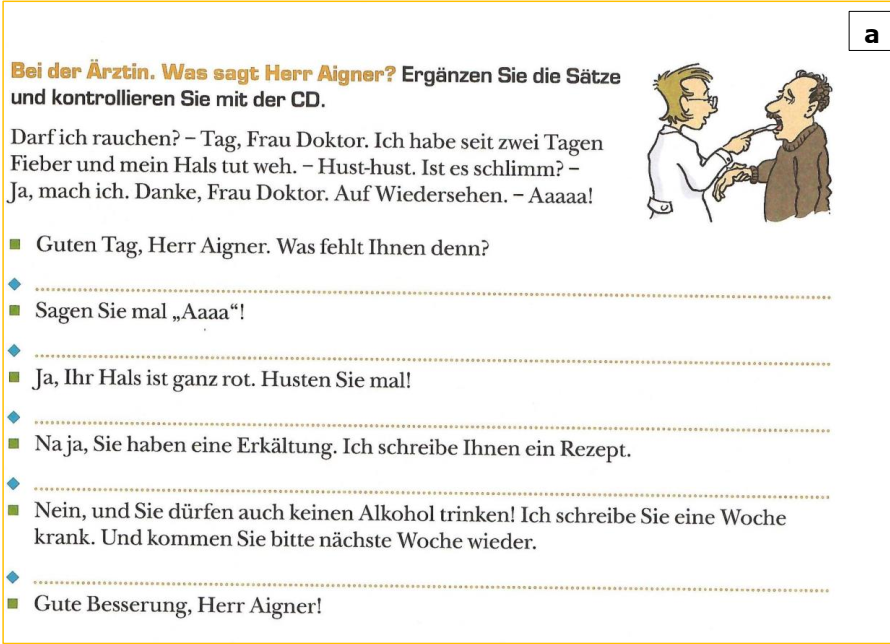 a
Bei der Ärztin. Was sagt Herr Aigner? Ergänzen Sie die Sätze
und kontrollieren Sie mit der CD.
Darf ich rauchen? – Tag, Frau Doktor. Ich habe seit zwei Tagen
Fieber und mein Hals tut weh. – Hust-hust. Ist es schlimm? –
Ja, mach ich. Danke, Frau Doktor. Auf Wiedersehen. – Aaaaa!
Guten Tag, Herr Aigner. Was fehlt Ihnen denn?
Sagen Sie mal „Aaaa“!
Ja, Ihr Hals ist ganz rot. Husten Sie mal!
Na ja, Sie haben eine Erkältung. Ich schreibe Ihnen ein Rezept.
Nein, und Sie dürfen auch keinen Alkohol trinken! Ich schreibe Sie eine Woche
krank. Und kommen Sie bitte nächste Woche wieder.
Gute Besserung, Herr Aigner!